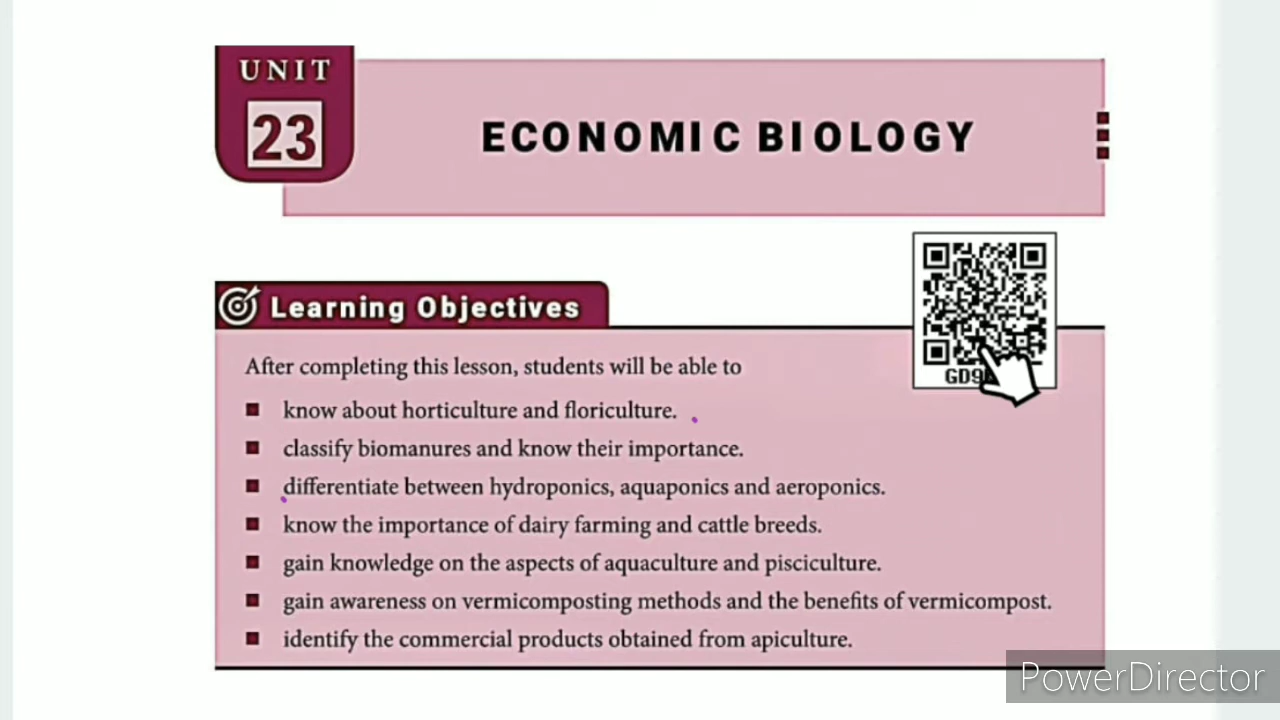 UNIT
23
ECONOMIC BIOLOGY
Learning Objectives
After completing this lesson, students will be able to
know about horticulture and floriculture.
classify biomanures and know their importance.
differentiate between hydroponics, aquaponics and aeroponics.
know the importance of dairy farming and cattle breeds.
gain knowledge on the aspects of aquaculture and pisciculture.
gain awareness on vermicomposting methods and the benefits of vermicompost.
identify the commercial products obtained from apiculture.
PowerDirector